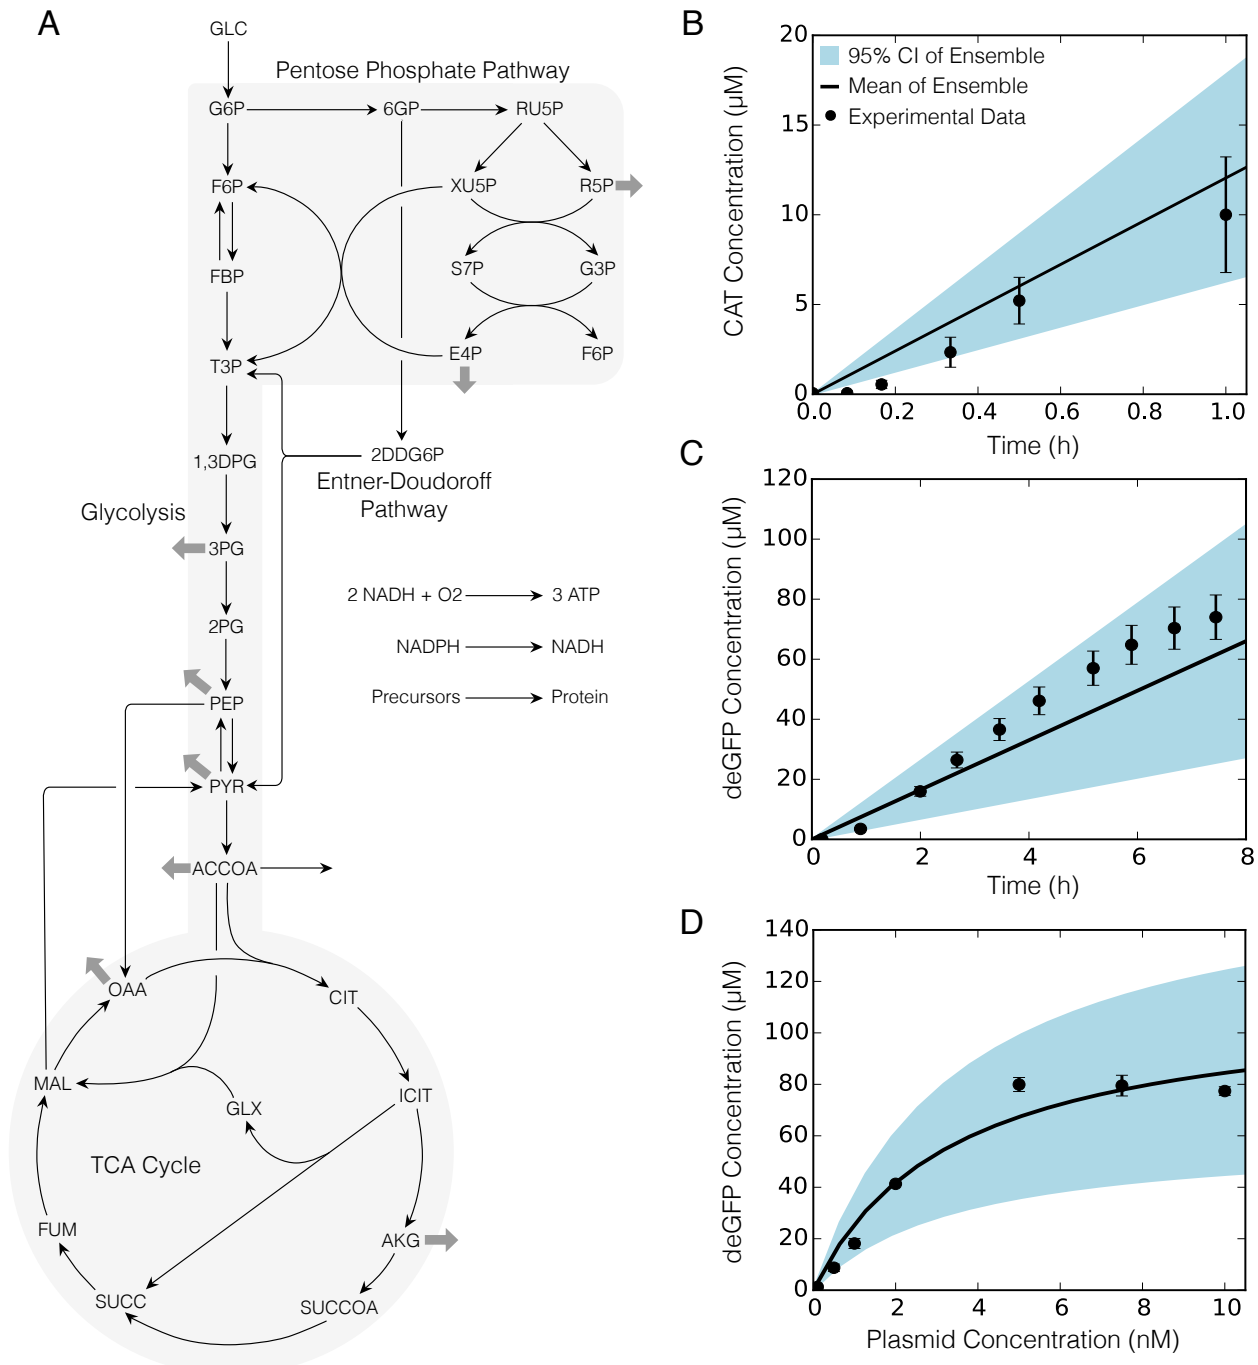 A
GLC
Pentose Phosphate Pathway
G6P
6GP
RU5P
F6P
XU5P
R5P
FBP
S7P
G3P
T3P
E4P
F6P
1,3DPG
2DDG6P
Entner-Doudoroff
Pathway
Glycolysis
3PG
2 NADH + O2
3 ATP
2PG
NADPH
NADH
PEP
Precursors
Protein
PYR
ACCOA
OAA
CIT
MAL
GLX
ICIT
TCA Cycle
FUM
AKG
SUCC
SUCCOA
B
95% CI of Ensemble
Mean of Ensemble
Experimental Data
CAT Concentration (µM)
20
15
10
5
0
0.0 0.2 0.4 0.6 0.8 1.0
Time (h)
C
deGFP Concentration (µM)
120
100
80
60
40
20
0
0 2 4 6 8
Time (h)
D
deGFP Concentration (µM)
140
120
100
80
60
40
20
0
0 2 4 6 8 10
Plasmid Concentration (nM)